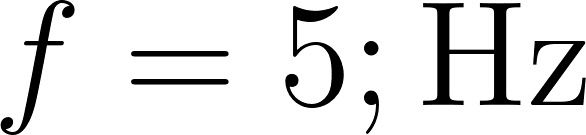 f = 5; Hz